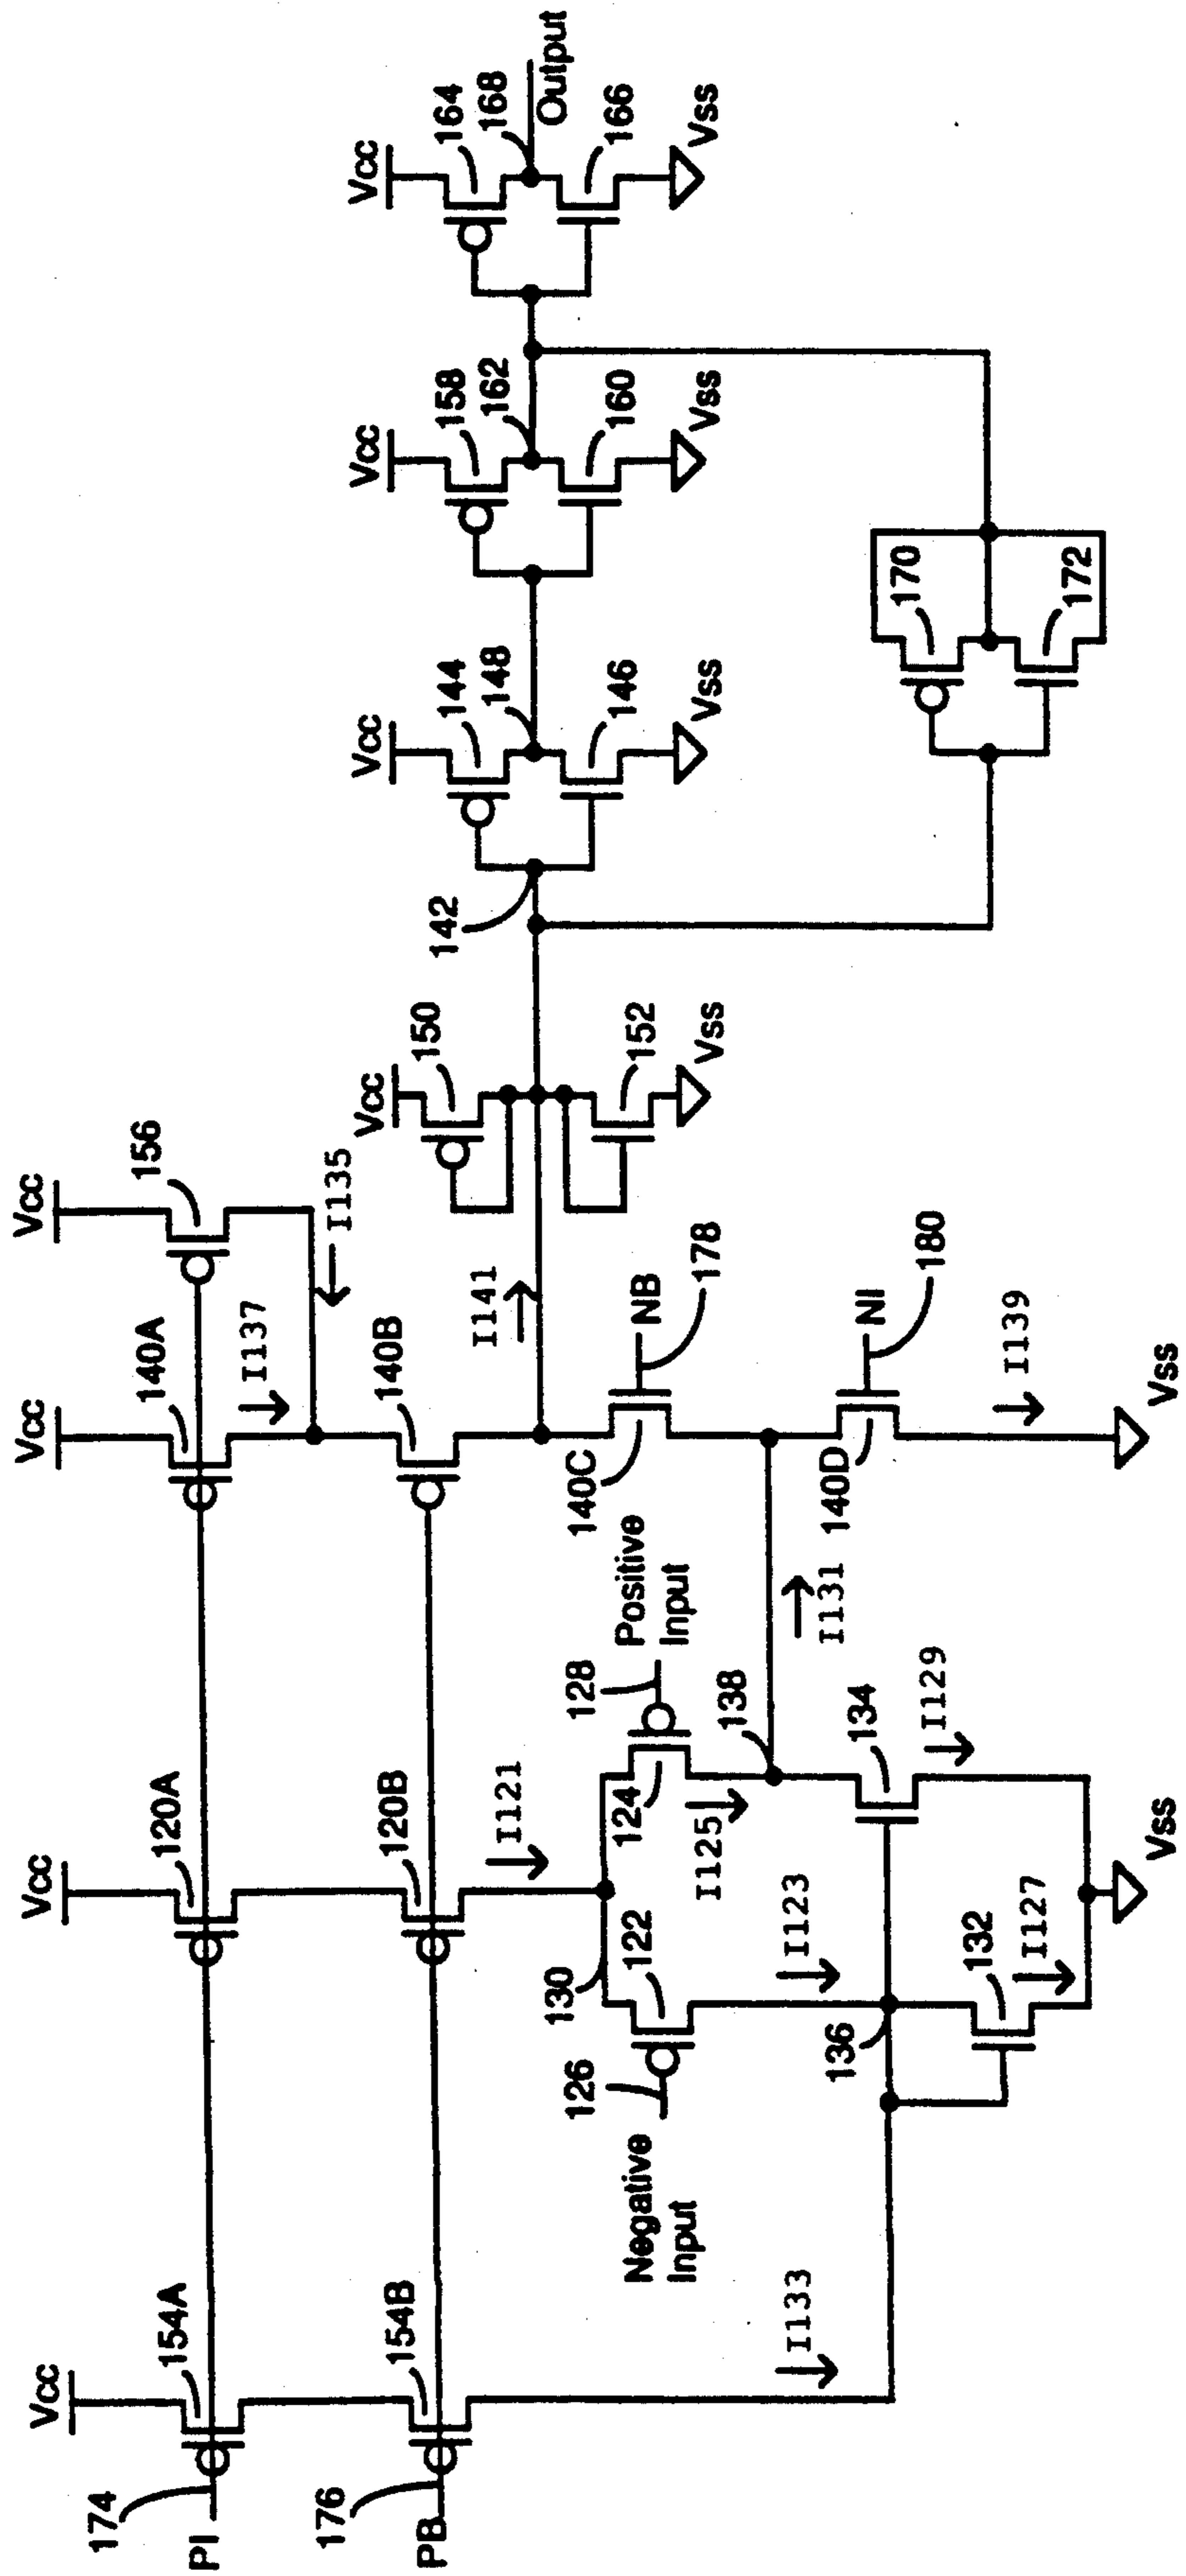 Vcc
Vcc
Vcc
Vcc
154A
120A
140A
156
174
PI
I137
I135
154B
120B
140B
176
PB
I121
I141
Vcc
150
152
Vss
Vcc
144
148
146
Vss
142
Vcc
158
162
160
Vss
Vcc
164
168
Output
166
Vss
130
122
126
Negative
Input
124
128
Positive
Input
140C
NB
178
I125
I123
138
I131
140D
NI
180
I133
136
134
I129
132
I127
I139
Vss
Vss
170
172